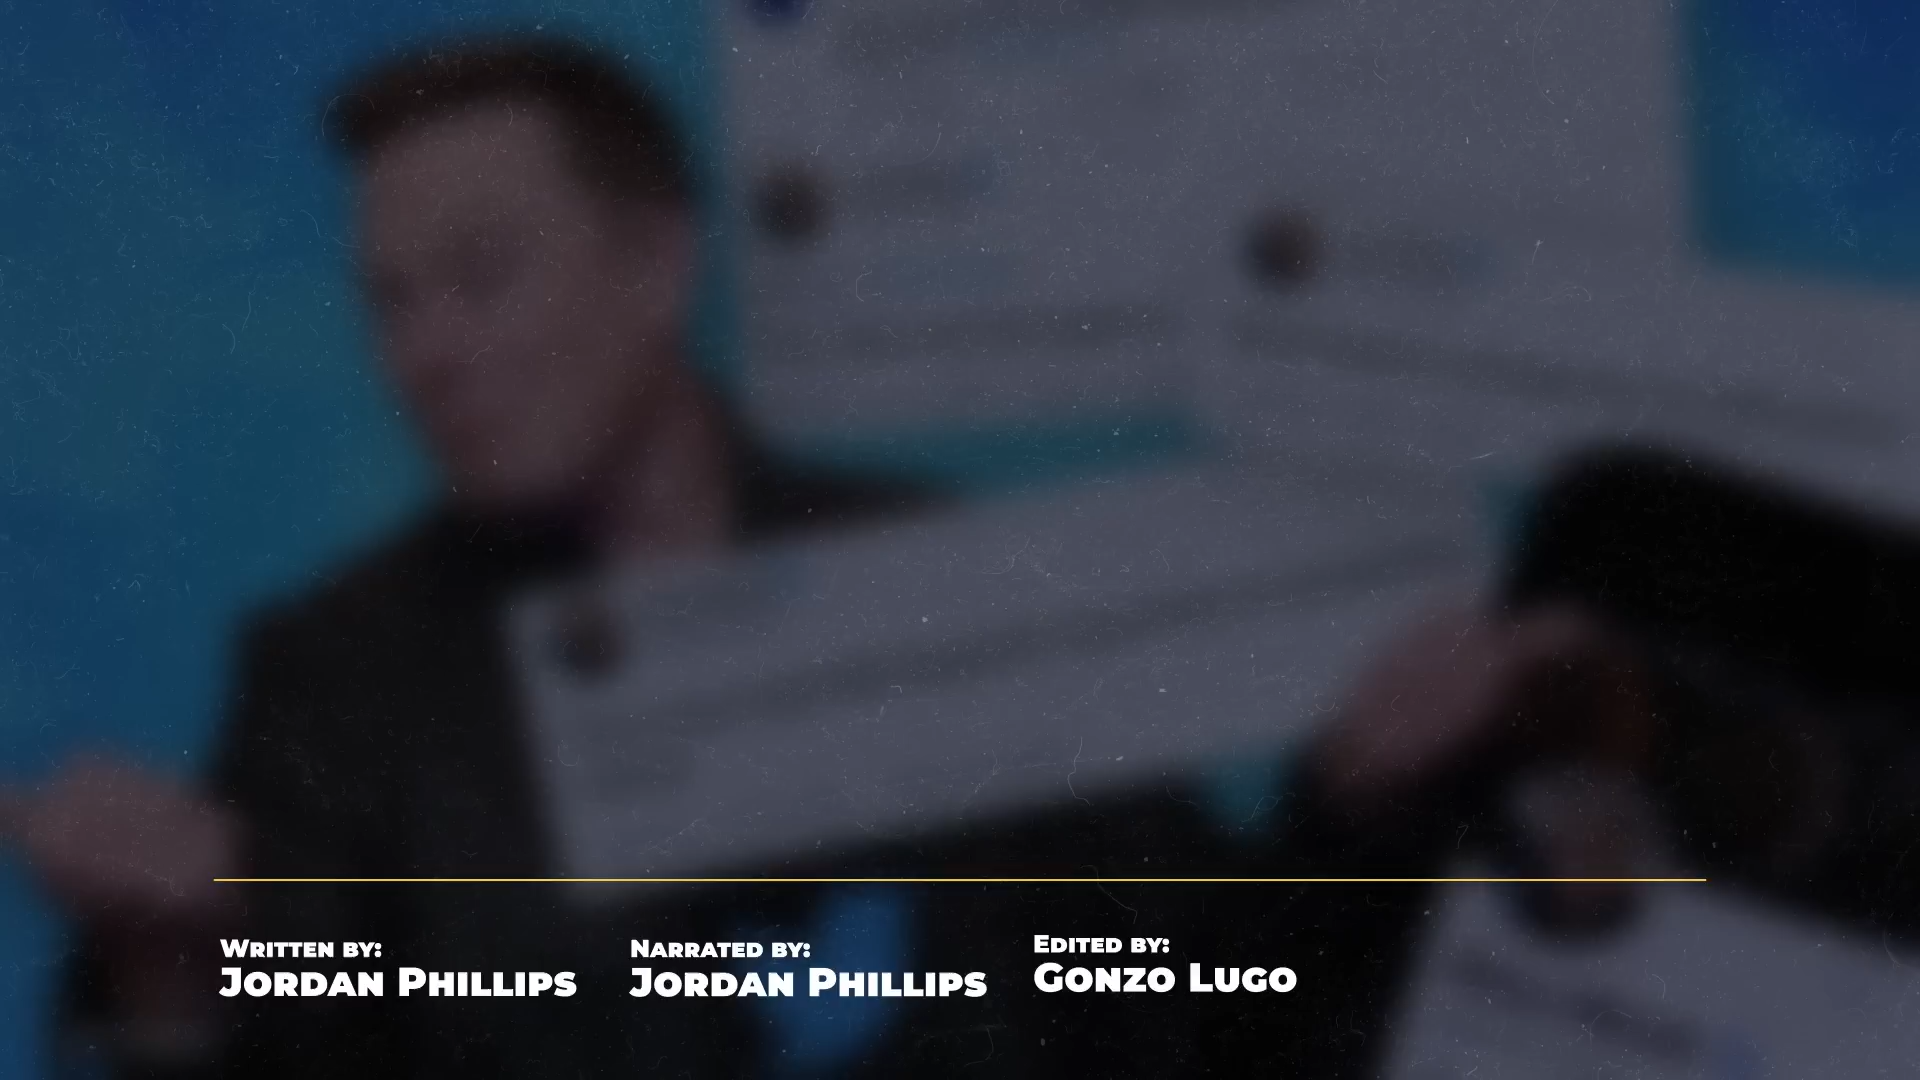 Written by:
Jordan Phillips
Narrated by:
Jordan Phillips
Edited by:
Gonzo Lugo